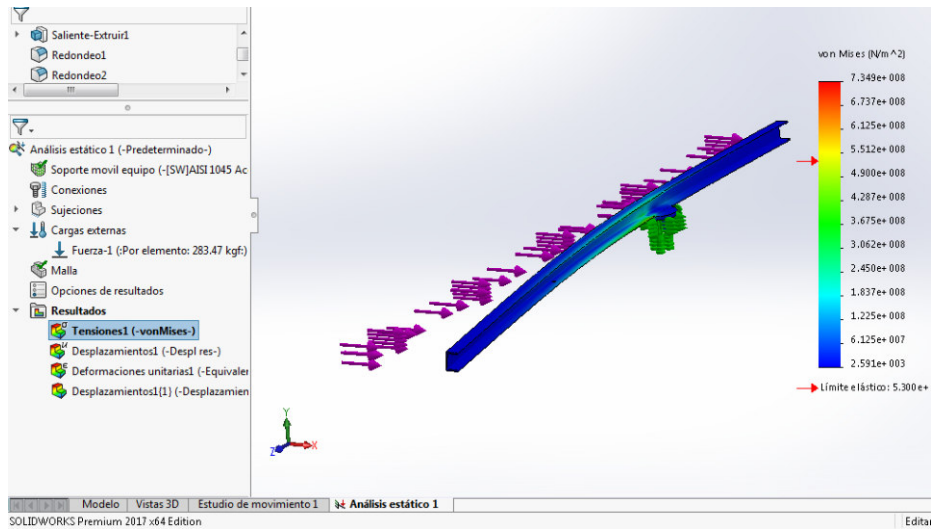 Saliente-Extruir1
Redondeo1
Redondeo2
Análisis estático 1 (-Predeterminado-)
Soporte movil equipo (-[SW]AISI 1045 Ac
Conexiones
Sujeciones
Cargas externas
Fuerza-1 (:Por elemento: 283.47 kgf:)
Malla
Opciones de resultados
Resultados
Tensiones1 (-vonMises-)
Desplazamientos1 (-Despl res-)
Deformaciones unitarias1 (-Equivaler
Desplazamientos1{1} (-Desplazamien
von Mises (N/m^2)
7.349e+008
6.737e+008
6.125e+008
5.512e+008
4.900e+008
4.287e+008
3.675e+008
3.062e+008
2.450e+008
1.837e+008
1.225e+008
6.125e+007
2.591e+003
Límite elástico: 5.300e+
Y
Z
X
Modelo
Vistas 3D
Estudio de movimiento 1
Análisis estático 1
SOLIDWORKS Premium 2017 x64 Edition
Editar